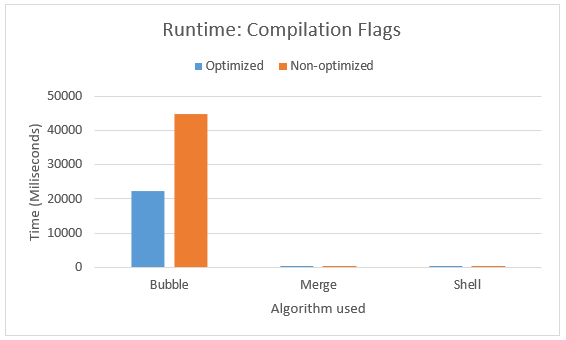 Runtime: Compilation Flags
Optimized Non-optimized
50000
40000
30000
20000
10000
0
Time (Miliseconds)
Bubble Merge Shell
Algorithm used